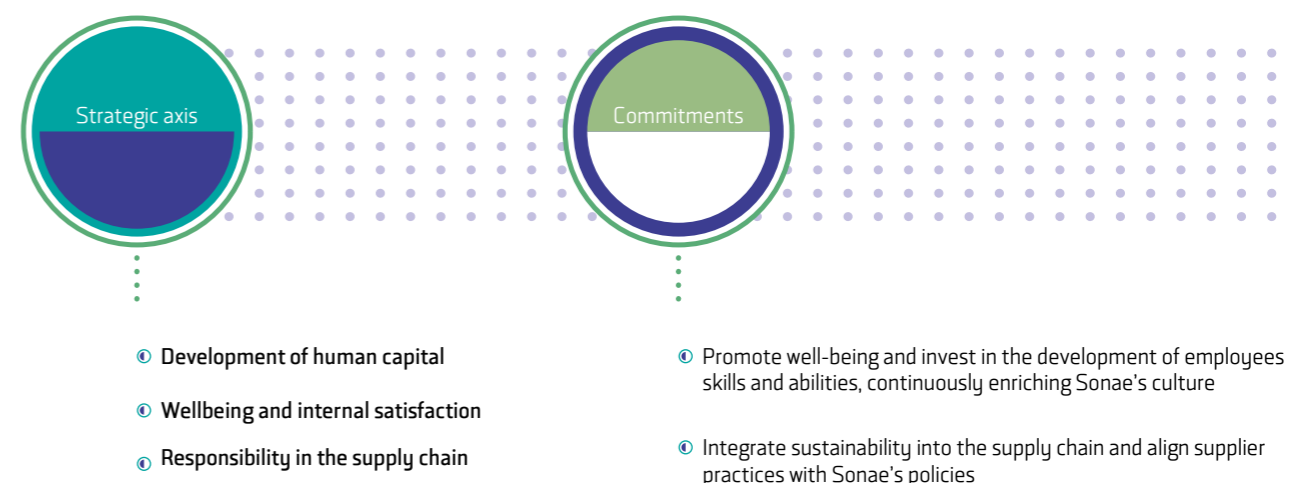 Strategic axis
Commitments
Development of human capital
Wellbeing and internal satisfaction
Responsibility in the supply chain
Promote well-being and invest in the development of employees
skills and abilities, continuously enriching Sonae's culture
Integrate sustainability into the supply chain and align supplier
practices with Sonae's policies